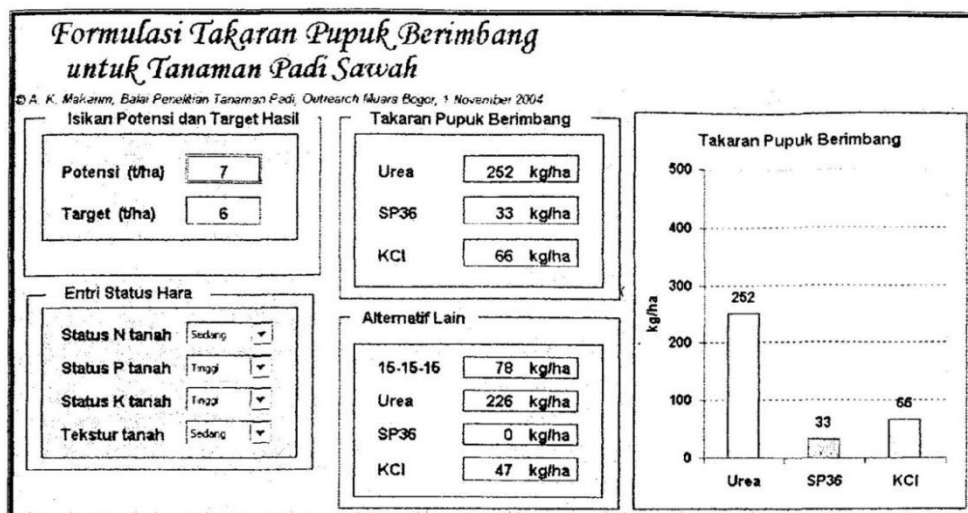 Formulasi Takaran Pupuk Berimbang
untuk Tanaman Padi Sawah
© A. K. Makarim, Balai Penelitian Tanaman Padi, Outrearch Muara Bogor, 1 November 2004
Isikan Potensi dan Target Hasil
Potensi (t/ha) 7
Target (t/ha) 6
Entri Status Hara
Status N tanah Sedang
Status P tanah Tinggi
Status K tanah Tinggi
Tekstur tanah Sedang
Takaran Pupuk Berimbang
Urea 252 kg/ha
SP36 33 kg/ha
KCl 66 kg/ha
Alternatif Lain
15-15-15 78 kg/ha
Urea 226 kg/ha
SP36 0 kg/ha
KCl 47 kg/ha
Takaran Pupuk Berimbang
kg/ha
500
400
300
200
100
0
252
33
66
Urea SP36 KCl